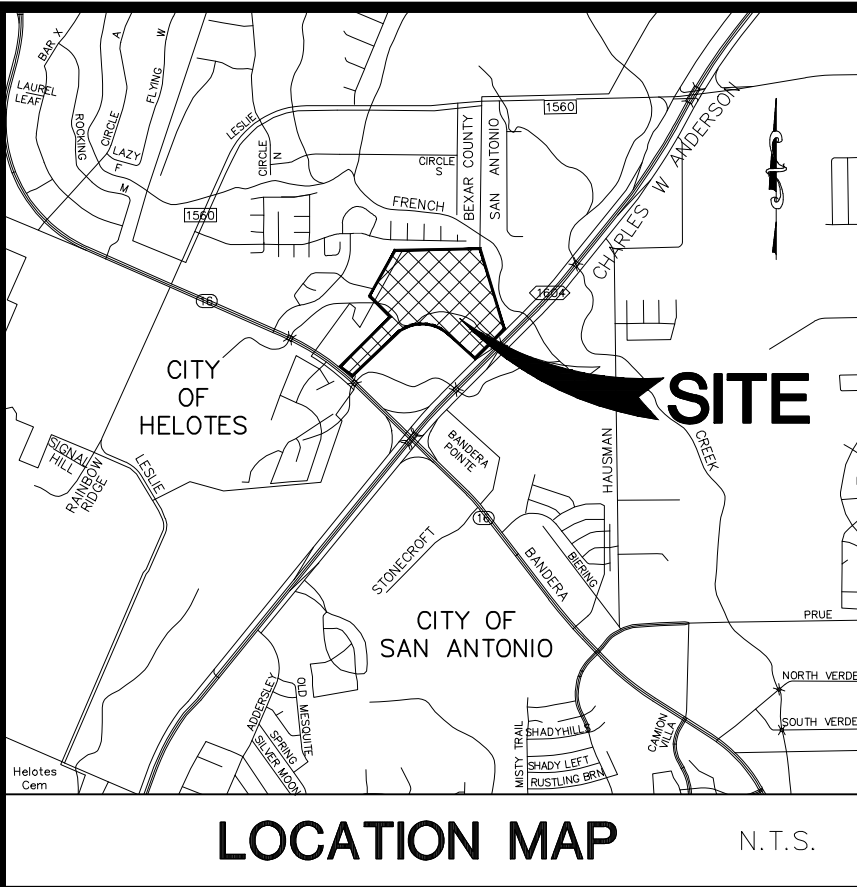 BAR X
A
W
LAUREL
LEAF
FLYING
ROCKING
CIRCLE
LAZY
F
M
LESLIE
CIRCLE
N
1560
CIRCLE
S
BEXAR COUNTY
SAN ANTONIO
1560
FRENCH
CHARLES W ANDERSON
1604
16
CITY
OF
HELOTES
SITE
SIGNAL
HILL
RAINBOW
RIDGE
LESLIE
BANDERA
POINTE
HAUSMAN
CREEK
16
STONECROFT
BANDERA
BIERING
CITY OF
SAN ANTONIO
PRUE
NORTH VERDE
SOUTH VERDE
ADDERSLEY
OLD MESQUITE
SPRING
SILVER MOON
MISTY TRAIL
SHADYHILLS
SHADY LEFT
RUSTLING BRN
CAMION
VILLA
Helotes
Cem
LOCATION MAP
N.T.S.